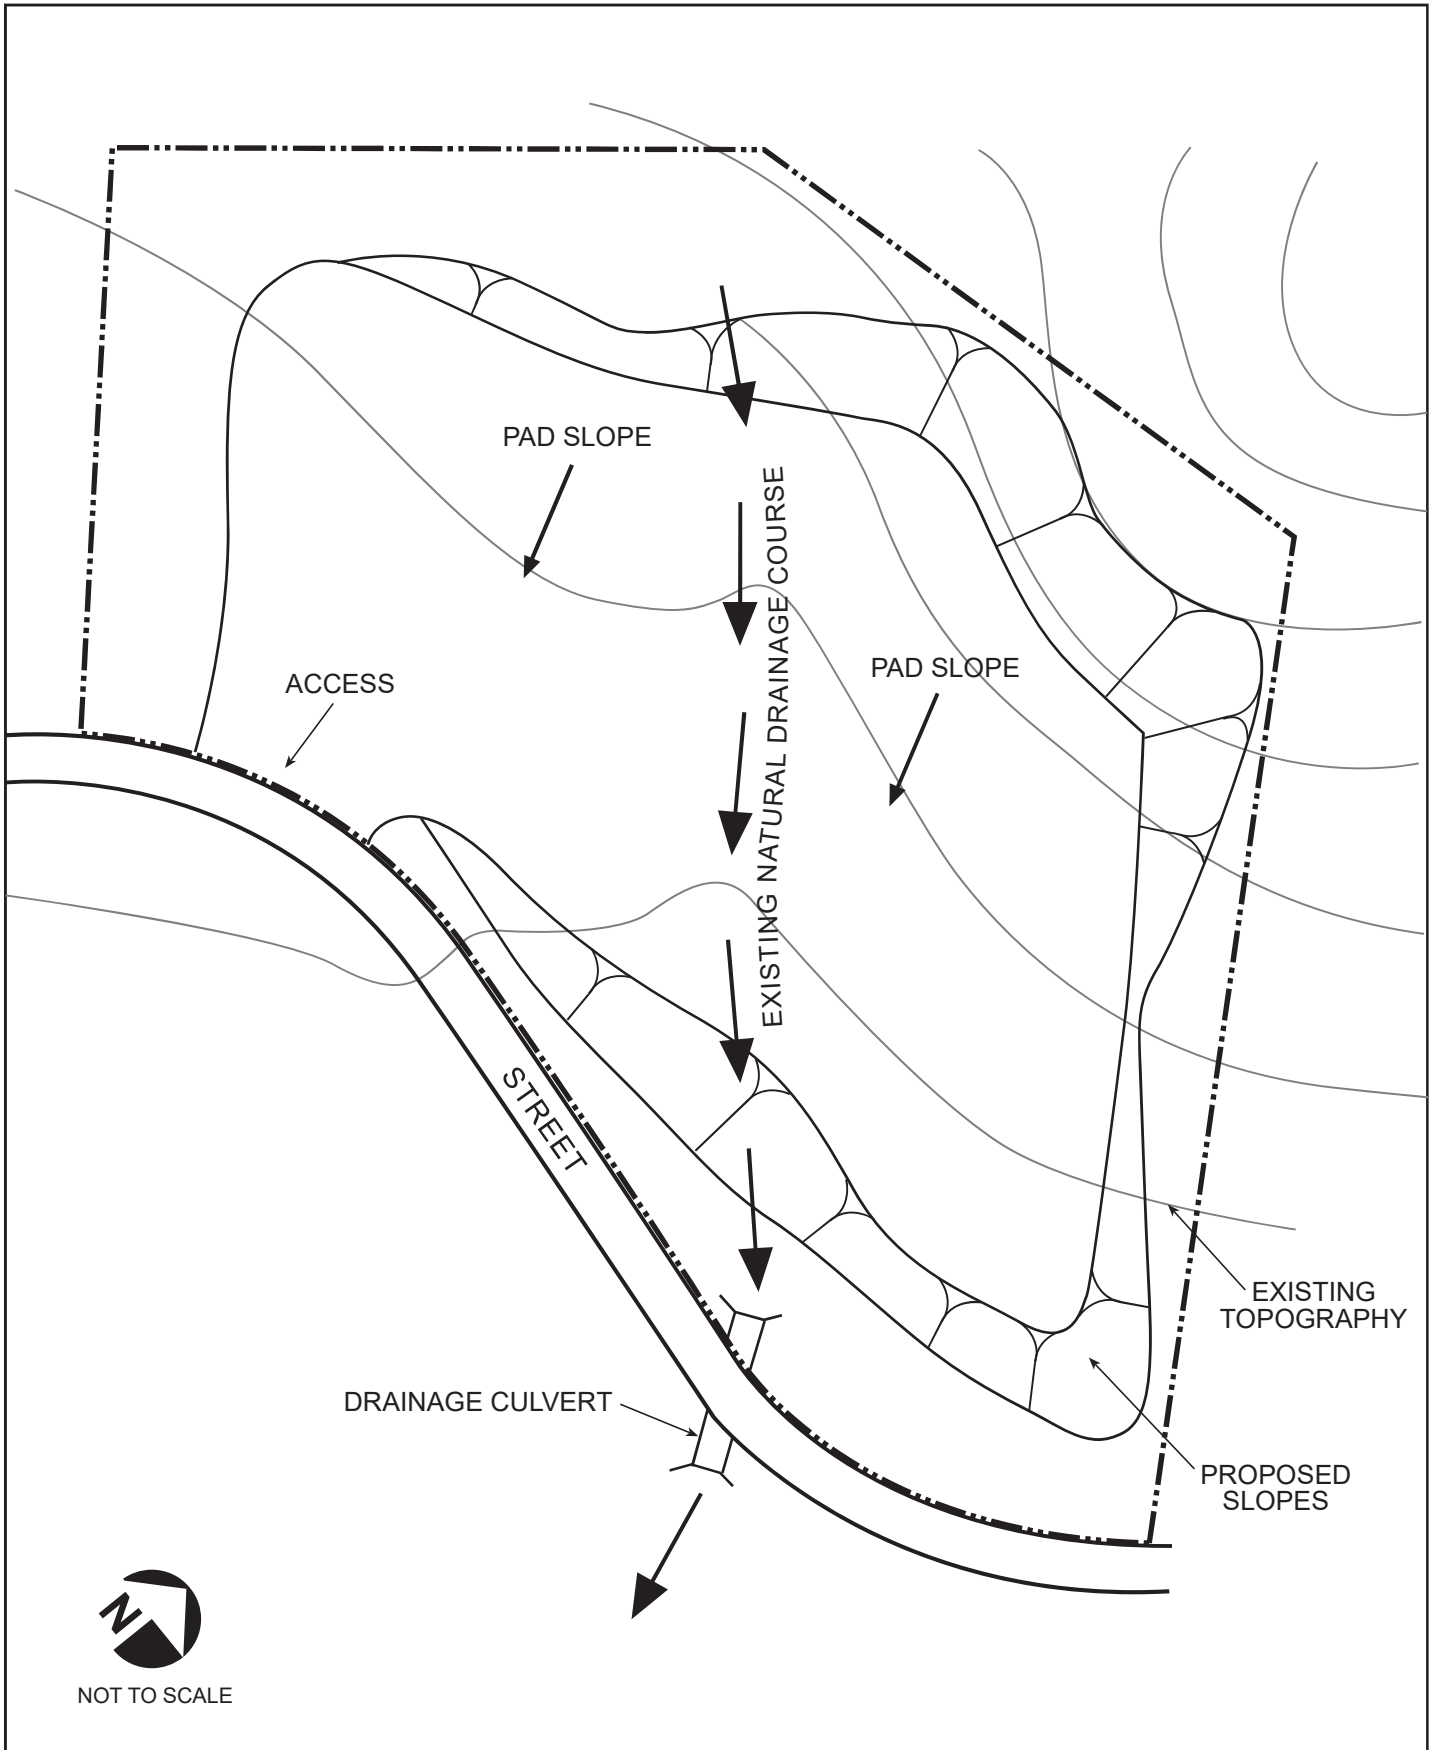 PAD SLOPE
EXISTING NATURAL DRAINAGE COURSE
PAD SLOPE
ACCESS
STREET
EXISTING
TOPOGRAPHY
DRAINAGE CULVERT
PROPOSED
SLOPES
N
NOT TO SCALE